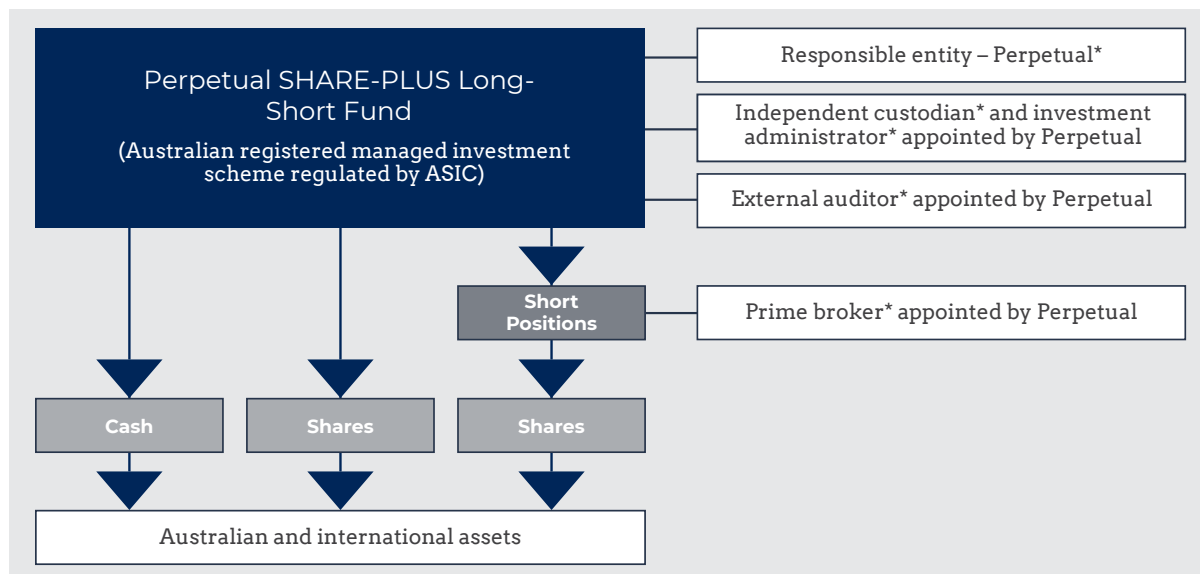 Perpetual SHARE-PLUS Long-
Short Fund
(Australian registered managed investment
scheme regulated by ASIC)
Responsible entity – Perpetual*
Independent custodian* and investment
administrator* appointed by Perpetual
External auditor* appointed by Perpetual
Short
Positions
Prime broker* appointed by Perpetual
Cash
Shares
Shares
Australian and international assets